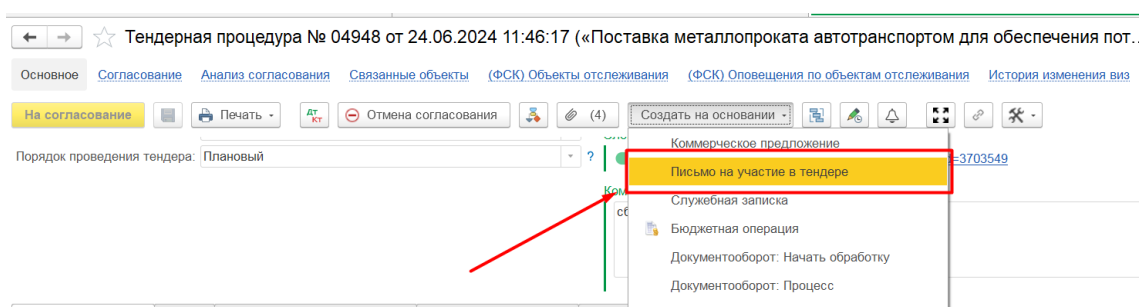 Тендерная процедура № 04948 от 24.06.2024 11:46:17 («Поставка металлопроката автотранспортом для обеспечения пот...
Основное Согласование Анализ согласования Связанные объекты (ФСК) Объекты отслеживания (ФСК) Оповещения по объектам отслеживания История изменения виз
На согласование Печать Дт Кт Отмена согласования (4) Создать на основании
Порядок проведения тендера: Плановый ? =3703549
Коммерческое предложение
Письмо на участие в тендере
Служебная записка
Бюджетная операция
Документооборот: Начать обработку
Документооборот: Процесс